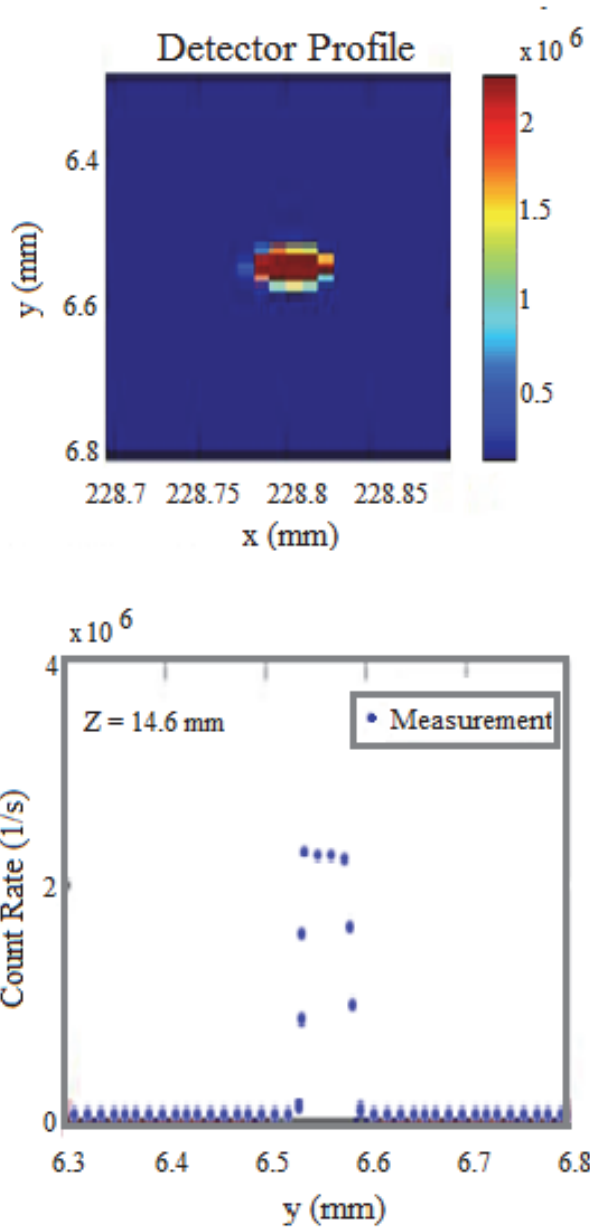 Detector Profile
x 10 6
6.4
6.6
6.8
y (mm)
228.7 228.75 228.8 228.85
x (mm)
2
1.5
1
0.5
x 10 6
4
2
0
Z = 14.6 mm
Measurement
Count Rate (1/s)
6.3 6.4 6.5 6.6 6.7 6.8
y (mm)